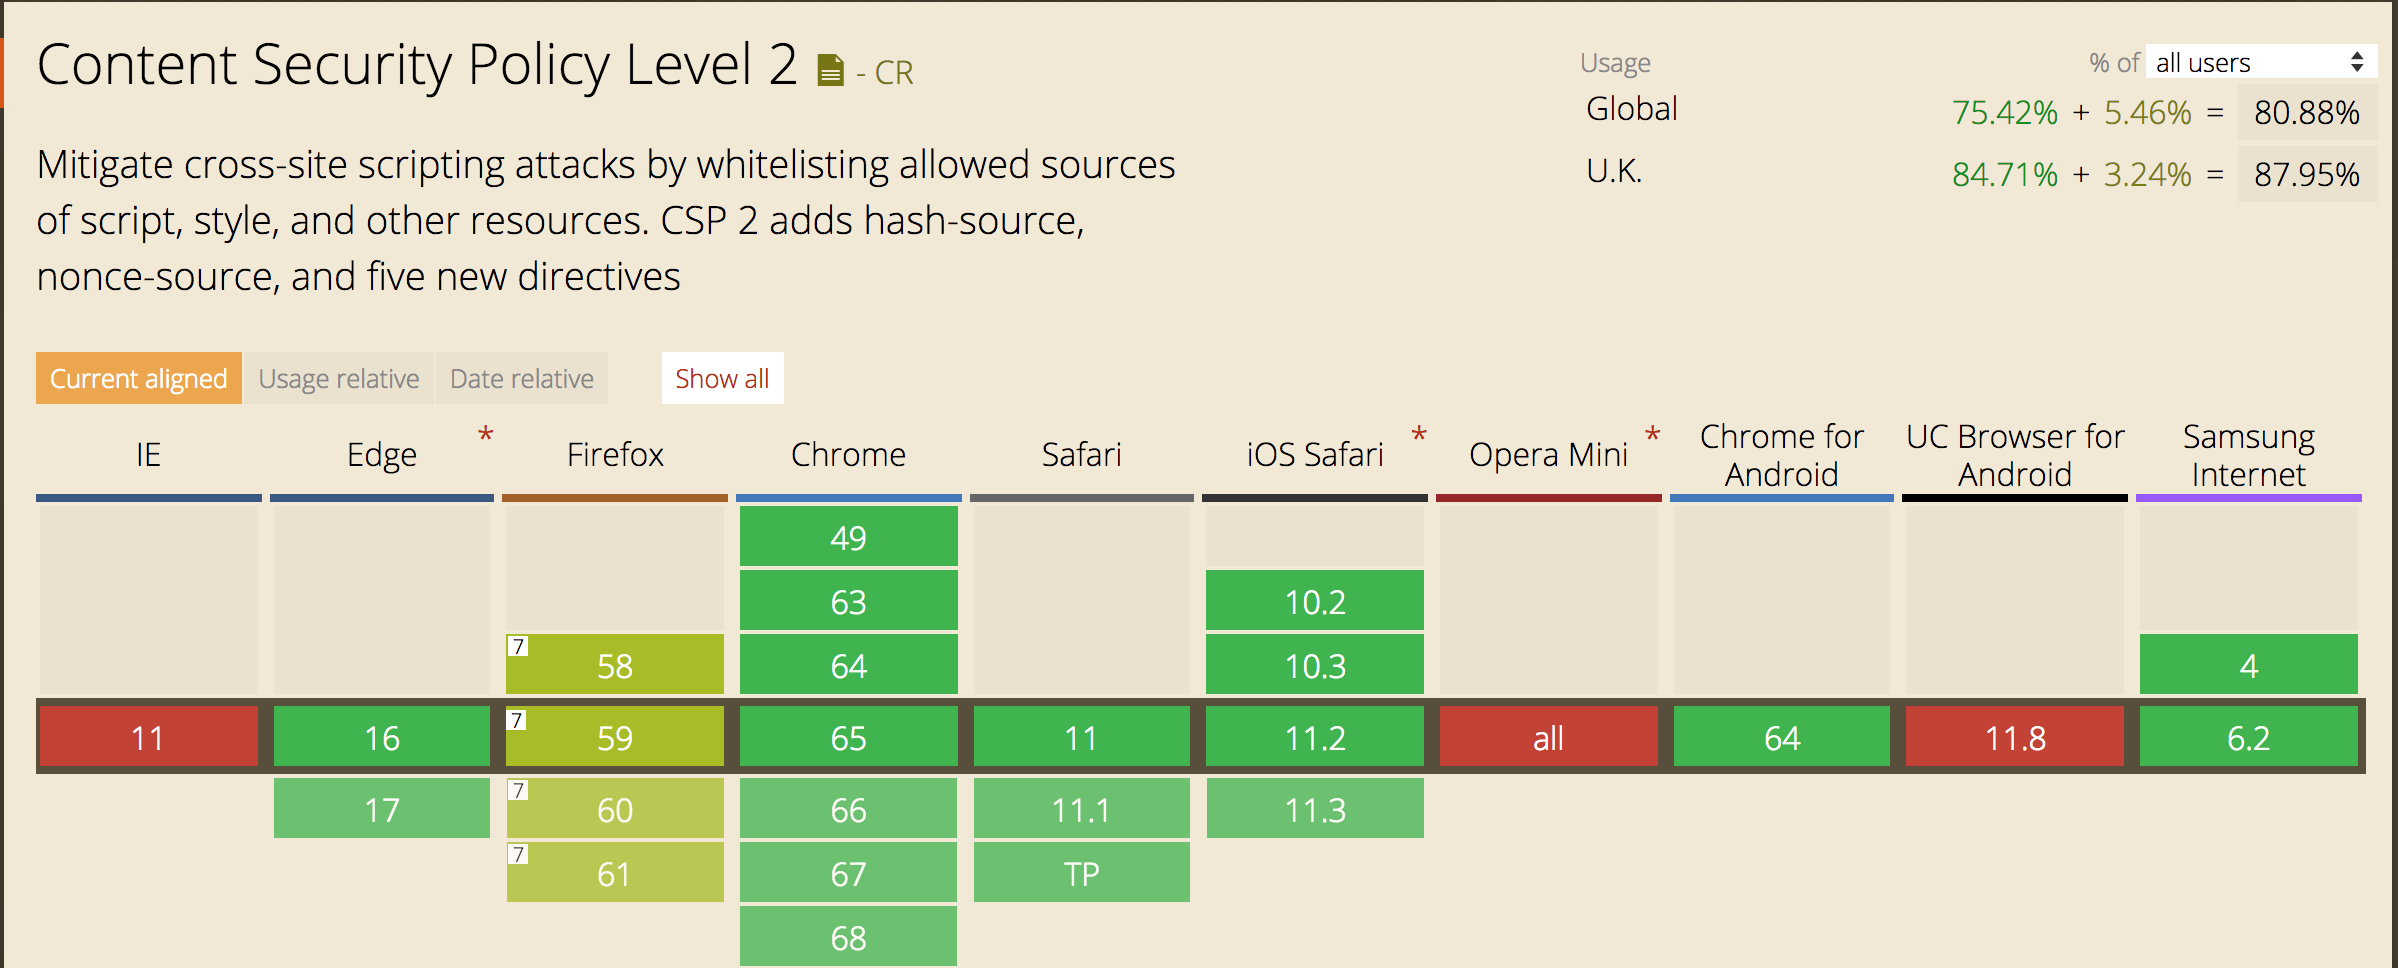 Content Security Policy Level 2 - CR
Usage % of all users
Global 75.42% + 5.46% = 80.88%
U.K. 84.71% + 3.24% = 87.95%
Mitigate cross-site scripting attacks by whitelisting allowed sources
of script, style, and other resources. CSP 2 adds hash-source,
nonce-source, and five new directives
Current aligned Usage relative Date relative Show all
IE Edge * Firefox Chrome Safari iOS Safari * Opera Mini * Chrome for Android UC Browser for Android Samsung Internet
49
63 10.2
7 58 64 10.3 4
11 16 7 59 65 11 11.2 all 64 11.8 6.2
17 7 60 66 11.1 11.3
7 61 67 TP
68